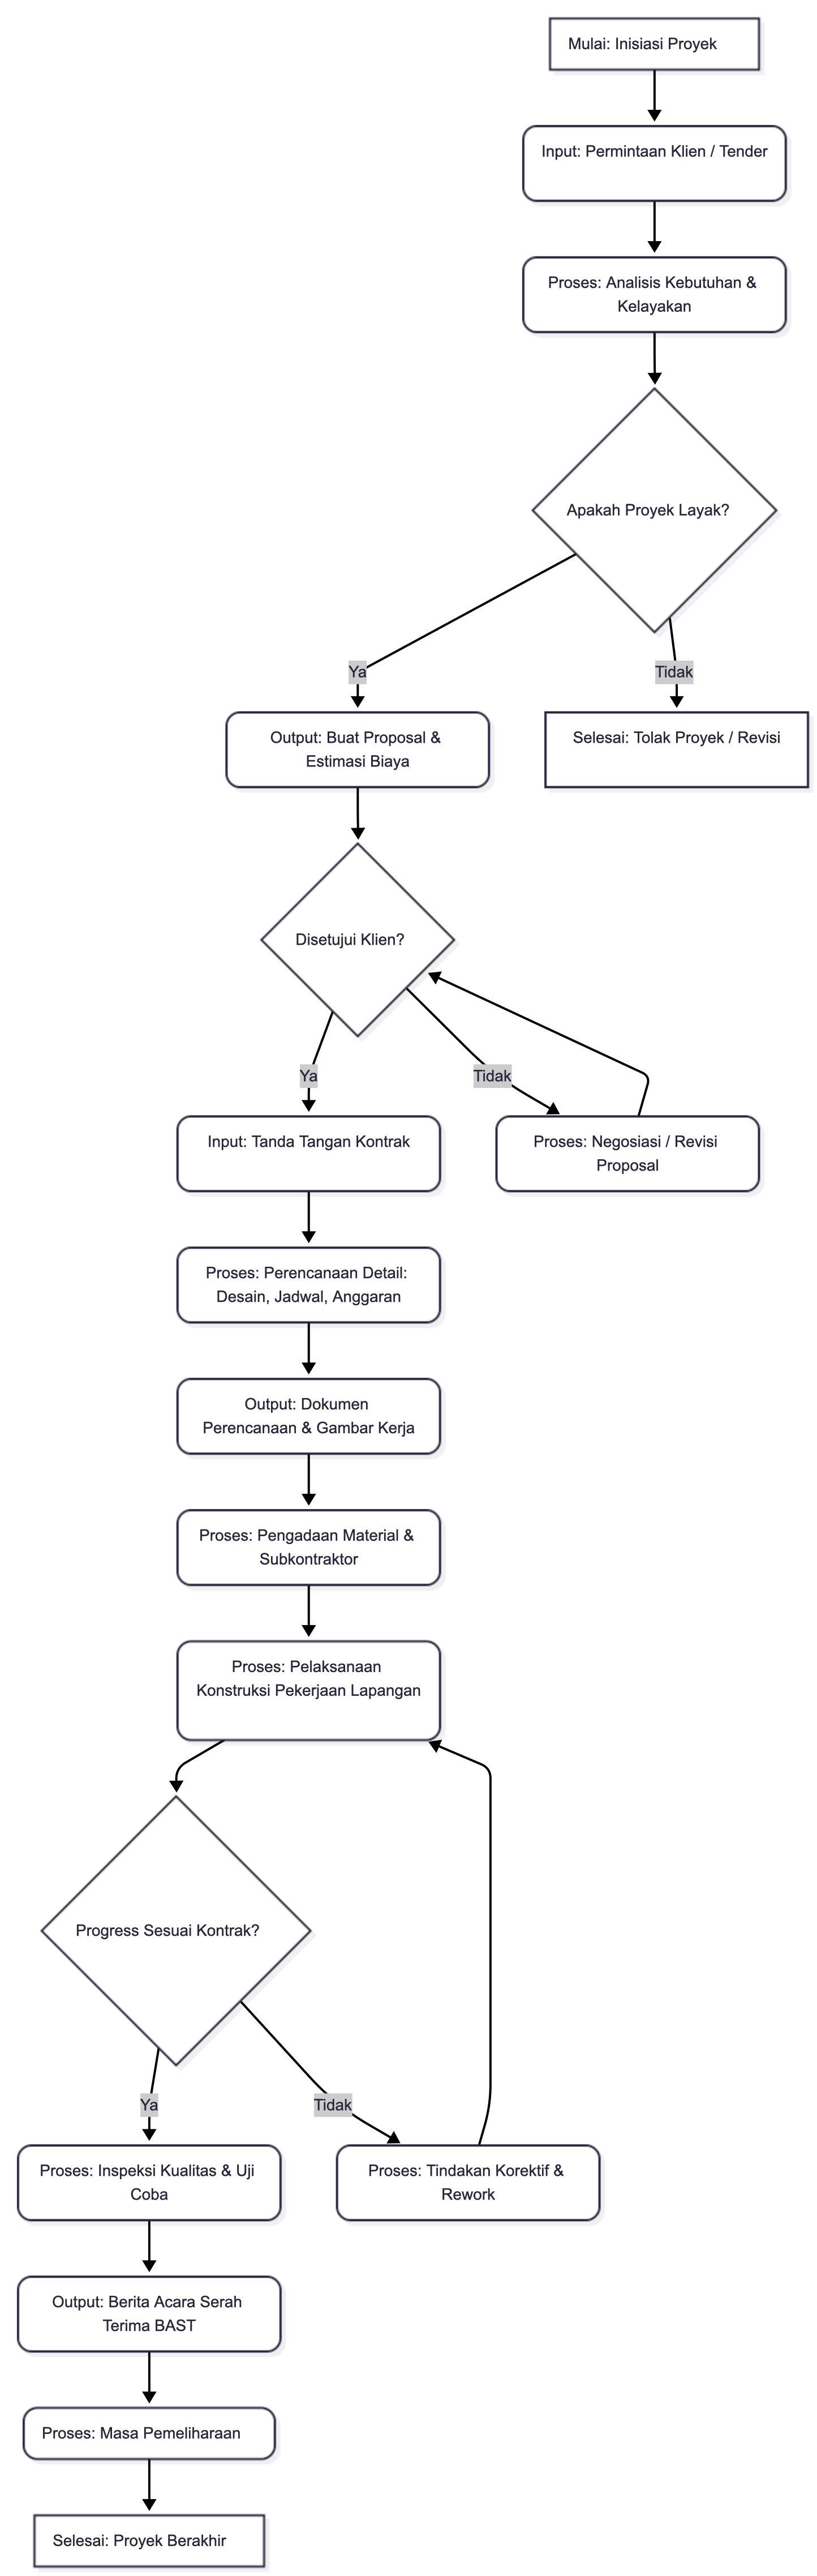 Mulai: Inisiasi Proyek
Input: Permintaan Klien / Tender
Proses: Analisis Kebutuhan &
Kelayakan
Apakah Proyek Layak?
Ya
Tidak
Output: Buat Proposal &
Estimasi Biaya
Selesai: Tolak Proyek / Revisi
Disetujui Klien?
Ya
Tidak
Input: Tanda Tangan Kontrak
Proses: Negosiasi / Revisi
Proposal
Proses: Perencanaan Detail:
Desain, Jadwal, Anggaran
Output: Dokumen
Perencanaan & Gambar Kerja
Proses: Pengadaan Material &
Subkontraktor
Proses: Pelaksanaan
Konstruksi Pekerjaan Lapangan
Progress Sesuai Kontrak?
Ya
Tidak
Proses: Inspeksi Kualitas & Uji
Coba
Proses: Tindakan Korektif &
Rework
Output: Berita Acara Serah
Terima BAST
Proses: Masa Pemeliharaan
Selesai: Proyek Berakhir